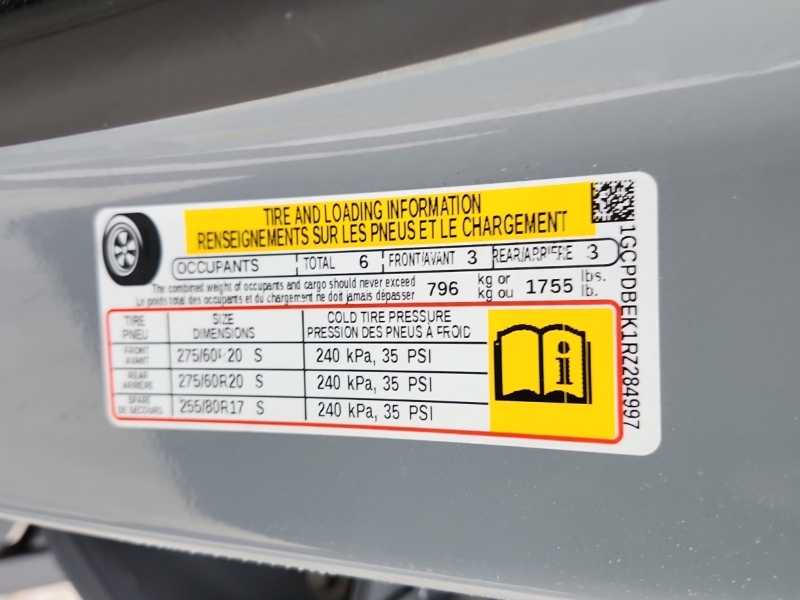 TIRE AND LOADING INFORMATION
RENSEIGNEMENTS SUR LES PNEUS ET LE CHARGEMENT
OCCUPANTS TOTAL 6 FRONT/AVANT 3 REAR/ARRIERE 3
The combined weight of occupants and cargo should never exceed 796 kg or 1755 lbs.
Le poids total des occupants et du chargement ne doit jamais dépasser kg ou lb.
TIRE SIZE COLD TIRE PRESSURE
PNEU DIMENSIONS PRESSION DES PNEUS À FROID
FRONT
AVANT 275/60R20 S 240 kPa, 35 PSI
REAR
ARRIÈRE 275/60R20 S 240 kPa, 35 PSI
SPARE
DE SECOURS 255/80R17 S 240 kPa, 35 PSI
1GCPDBEK1RZ284997